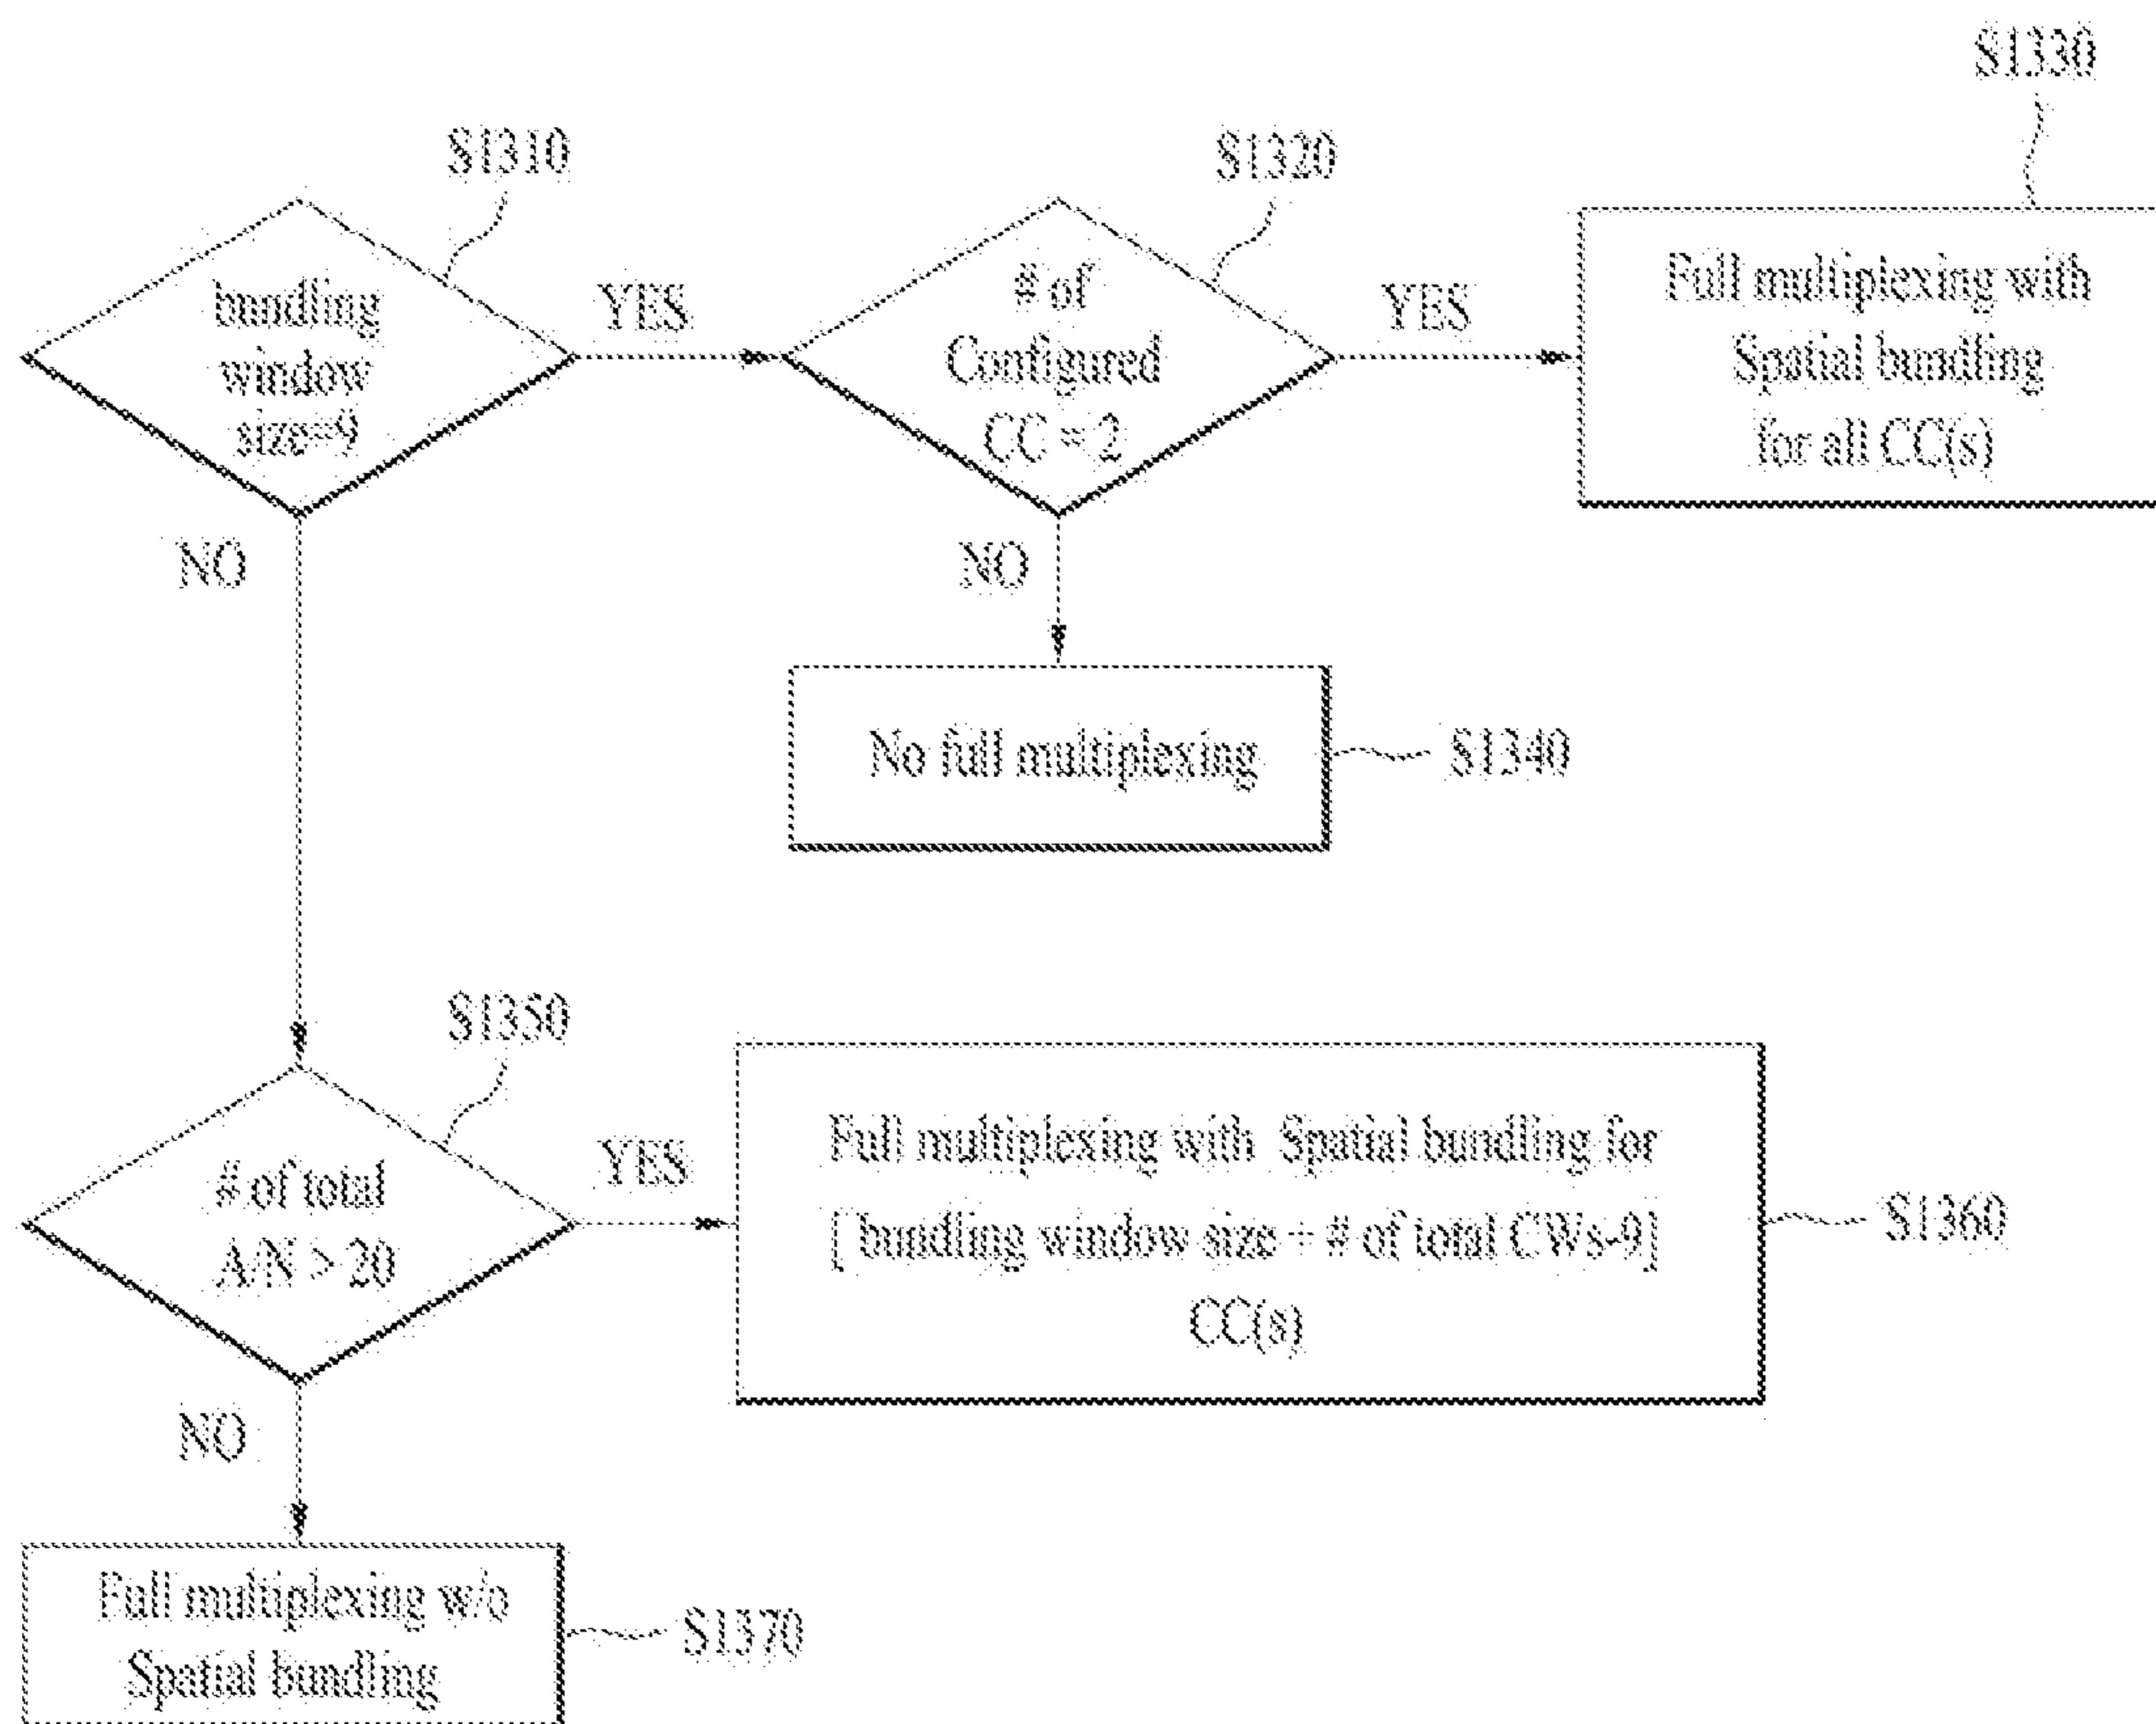 S1330
S1310
S1320
bundling
window
size=9
YES
# of
Configured
CC = 2
YES
Full multiplexing with
Spatial bundling
for all CC(s)
NO
NO
No full multiplexing
S1340
S1350
# of total
A/N > 20
YES
Full multiplexing with Spatial bundling for
[ bundling window size + # of total CWs-9]
CC(s)
S1360
NO
Full multiplexing w/o
Spatial bundling
S1370